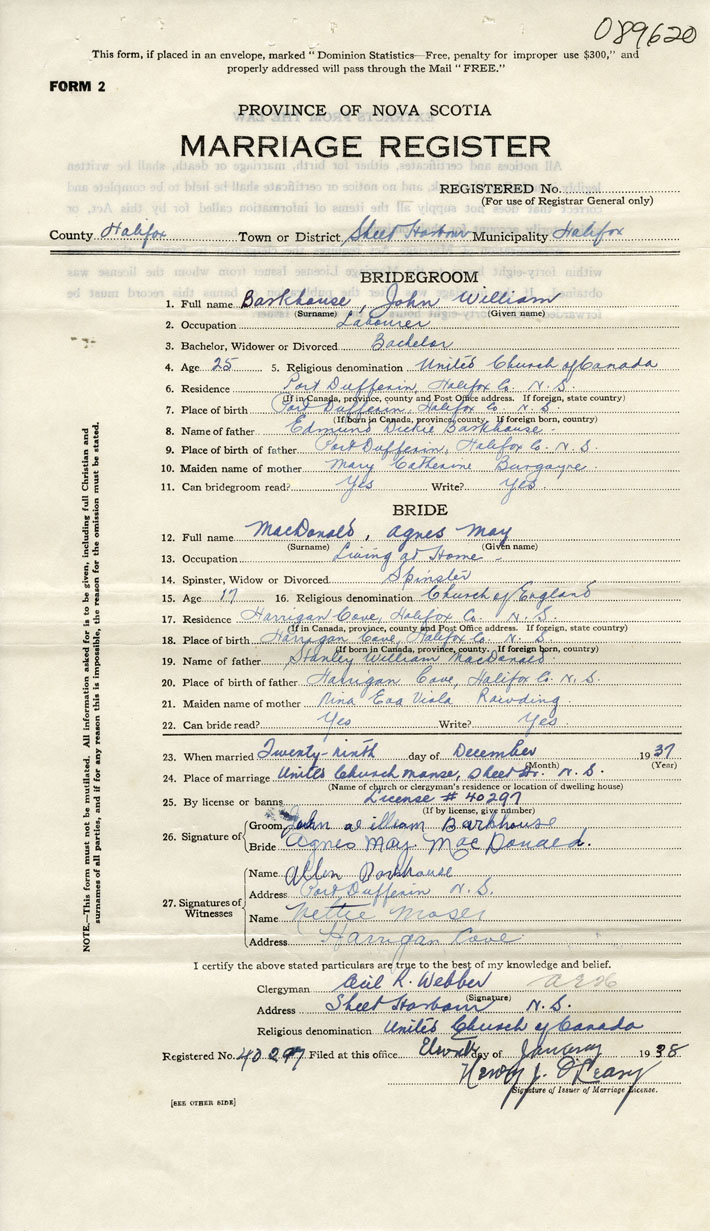 089620
This form, if placed in an envelope, marked "Dominion Statistics—Free, penalty for improper use $300," and
properly addressed will pass through the Mail "FREE."
FORM 2
PROVINCE OF NOVA SCOTIA
MARRIAGE REGISTER
REGISTERED No.
(For use of Registrar General only)
County Halifax Town or District Sheet Harbour Municipality Halifax
BRIDEGROOM
1. Full name Barkhouse, John William
(Surname) (Given name)
2. Occupation Labourer
3. Bachelor, Widower or Divorced Bachelor
4. Age 25 5. Religious denomination United Church of Canada
6. Residence Port Dufferin, Halifax Co. N. S.
(If in Canada, province, county and Post Office address. If foreign, state country)
7. Place of birth Port Dufferin, Halifax Co. N. S.
(If born in Canada, province, county. If foreign born, country)
8. Name of father Edmund Dickie Barkhouse
9. Place of birth of father Port Dufferin, Halifax Co. N. S.
10. Maiden name of mother Mary Catherine Burgayne
11. Can bridegroom read? Yes Write? Yes
BRIDE
12. Full name MacDonald, Agnes May
(Surname) (Given name)
13. Occupation Living at Home
14. Spinster, Widow or Divorced Spinster
15. Age 17 16. Religious denomination Church of England
17. Residence Harrigan Cove, Halifax Co. N. S.
(If in Canada, province, county and Post Office address. If foreign, state country)
18. Place of birth Harrigan Cove, Halifax Co. N. S.
(If born in Canada, province, county. If foreign born, country)
19. Name of father Stanley William MacDonald
20. Place of birth of father Harrigan Cove, Halifax Co. N. S.
21. Maiden name of mother Nina Eva Viola Rawding
22. Can bride read? Yes Write? Yes
23. When married Twenty-ninth day of December 1937
(Month) (Year)
24. Place of marriage United Church manse, Sheet Hr. N. S.
(Name of church or clergyman's residence or location of dwelling house)
25. By license or banns License # 40297
(If by license, give number)
26. Signature of Groom John William Barkhouse
Bride Agnes May MacDonald.
27. Signatures of Witnesses
Name Allen Barkhouse
Address Port Dufferin N. S.
Name Nettie Moser
Address Harrigan Cove
I certify the above stated particulars are true to the best of my knowledge and belief.
Clergyman Cecil R. Webber
(Signature)
Address Sheet Harbour N. S.
Religious denomination United Church of Canada
Registered No. 40297 Filed at this office day of January 1938
Henry J. O'Leary
Signature of Issuer of Marriage License.
[SEE OTHER SIDE]
NOTE.—This form must not be mutilated. All information asked for is to be given, including full Christian and
surnames of all parties, and if for any reason this is impossible, the reason for the omission must be stated.